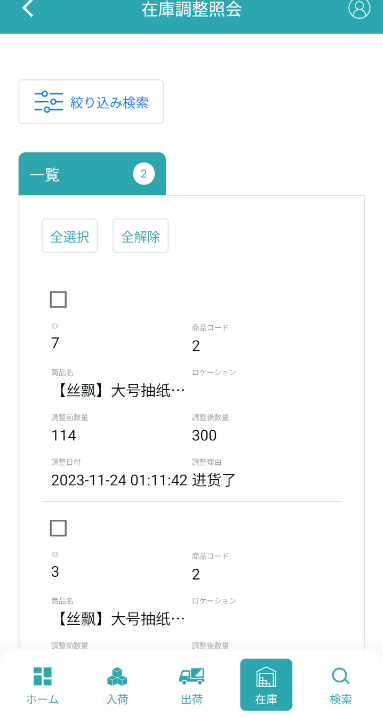 在庫調整照会
絞り込み検索
一覧 2
全選択 全解除
ID 商品コード
7 2
商品名 ロケーション
【丝飘】大号抽纸…
調整前数量 調整後数量
114 300
調整日付 調整理由
2023-11-24 01:11:42 进货了
ID 商品コード
3 2
商品名 ロケーション
【丝飘】大号抽纸…
調整前数量 調整後数量
ホーム 入荷 出荷 在庫 検索